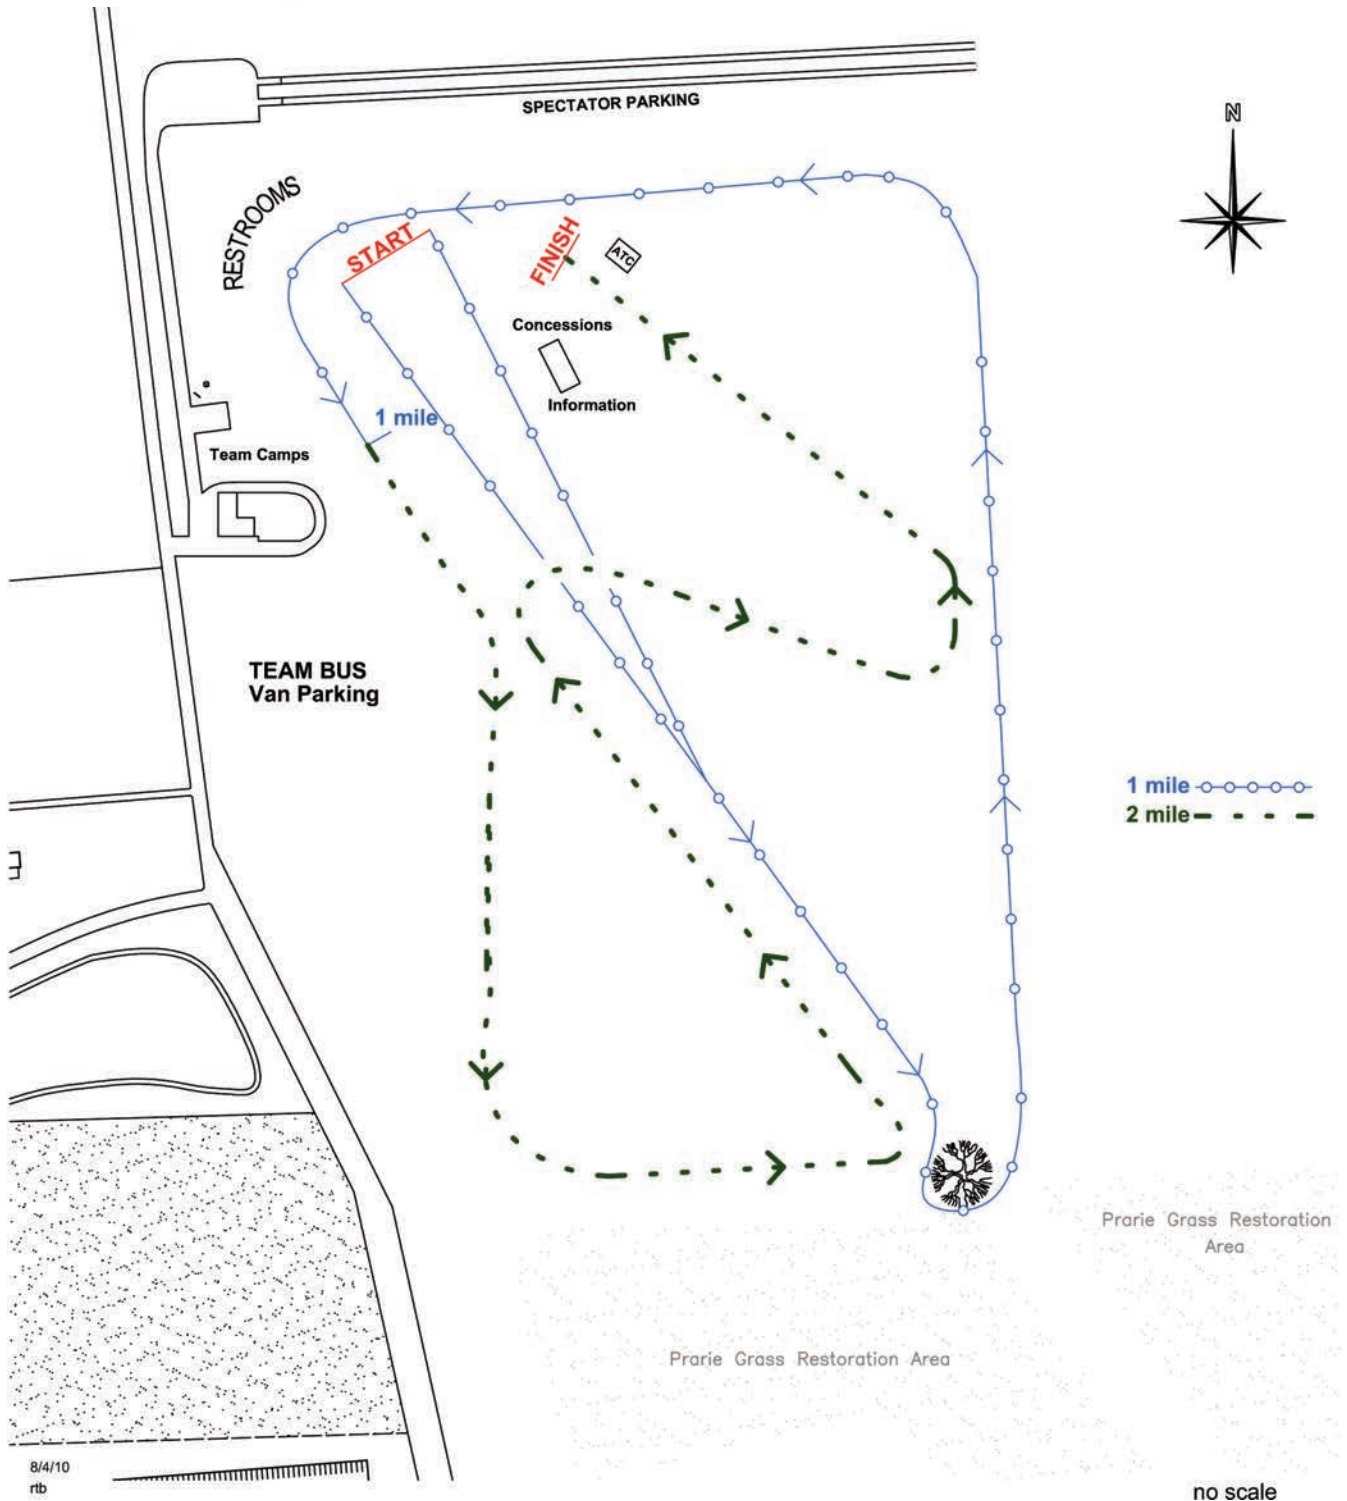 SPECTATOR PARKING
N
RESTROOMS
START
FINISH
ATC
Concessions
Information
1 mile
Team Camps
TEAM BUS
Van Parking
1 mile
2 mile
Prarie Grass Restoration
Area
Prarie Grass Restoration Area
8/4/10
rtb
no scale